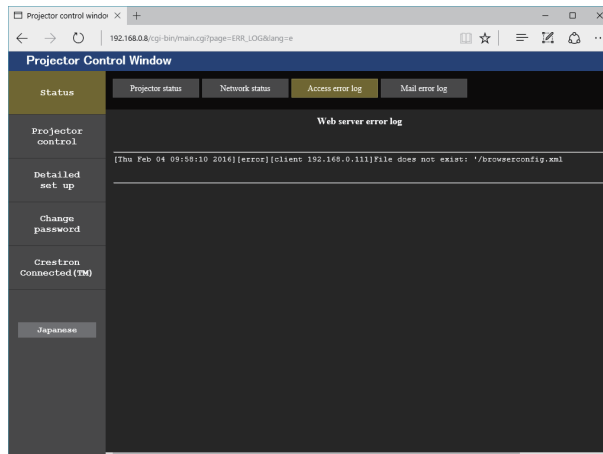 Projector control windo
192.168.0.8/cgi-bin/main.cgi?page=ERR_LOG&lang=e
Projector Control Window
Status
Projector status
Network status
Access error log
Mail error log
Web server error log
[Thu Feb 04 09:58:10 2016][error][client 192.168.0.111]File does not exist: '/browserconfig.xml
Projector
control
Detailed
set up
Change
password
Crestron
Connected(TM)
Japanese